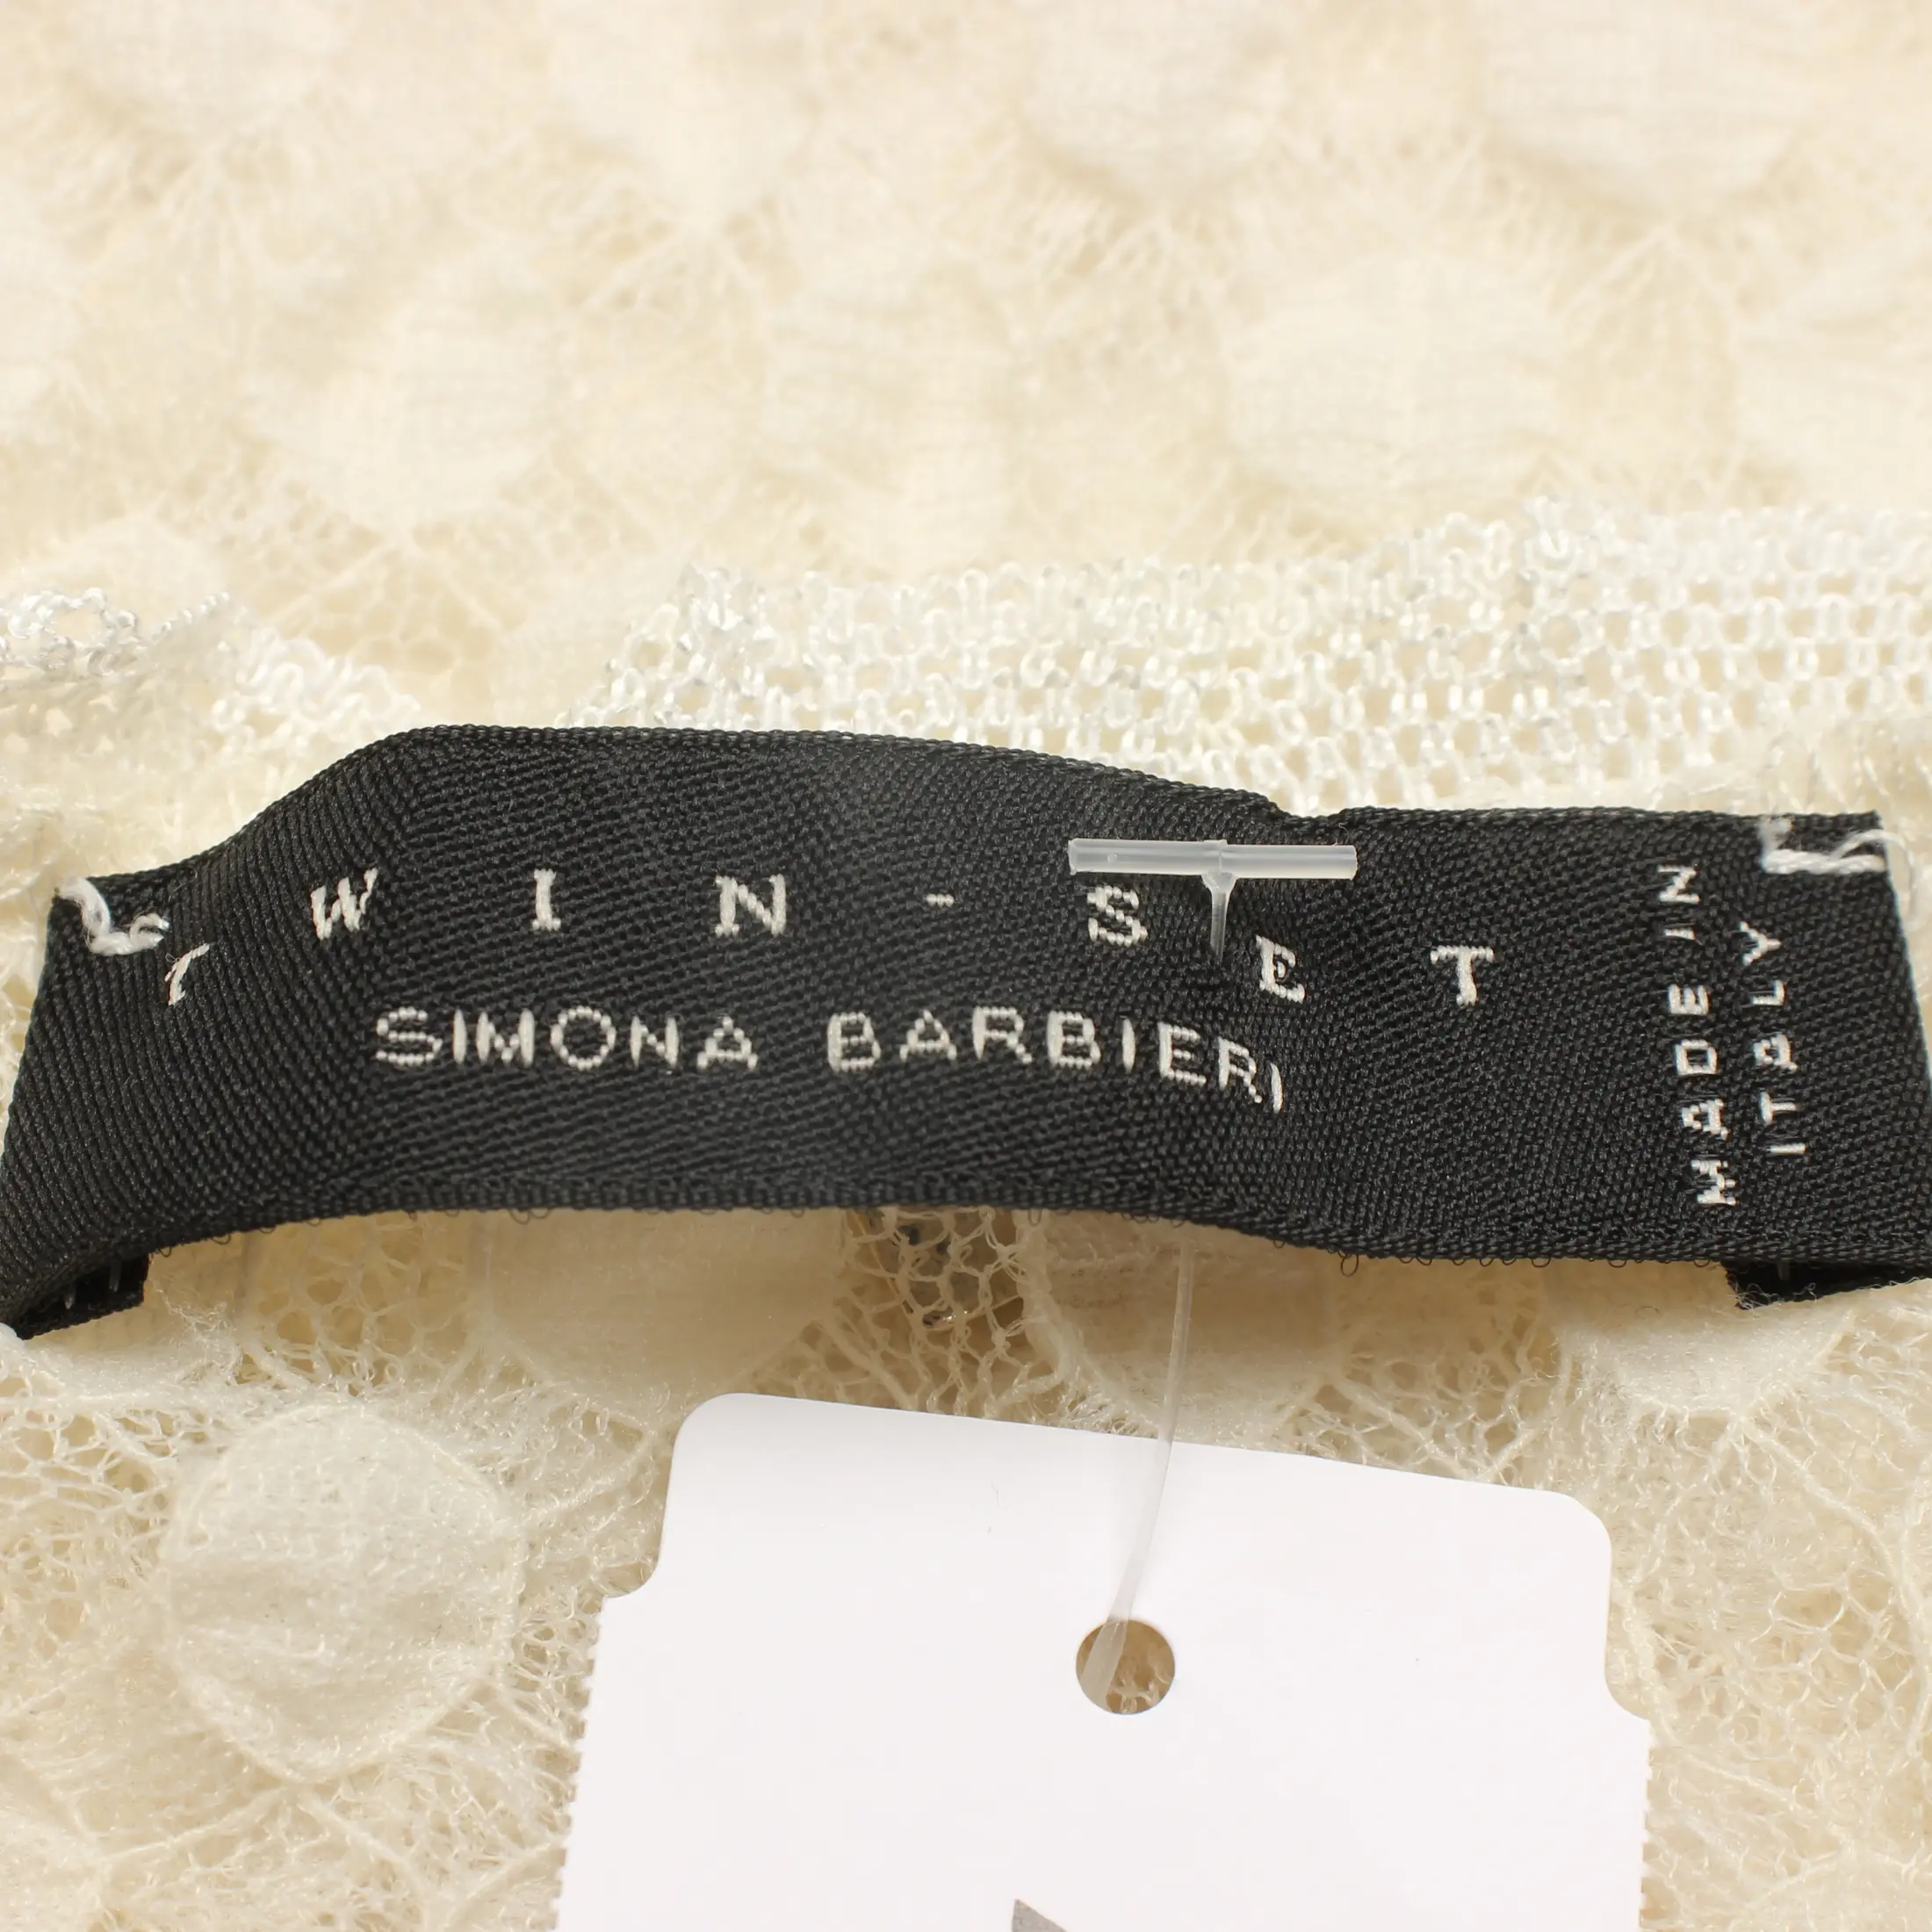 TWIN-SET
SIMONA BARBIERI
MADE IN
ITALY